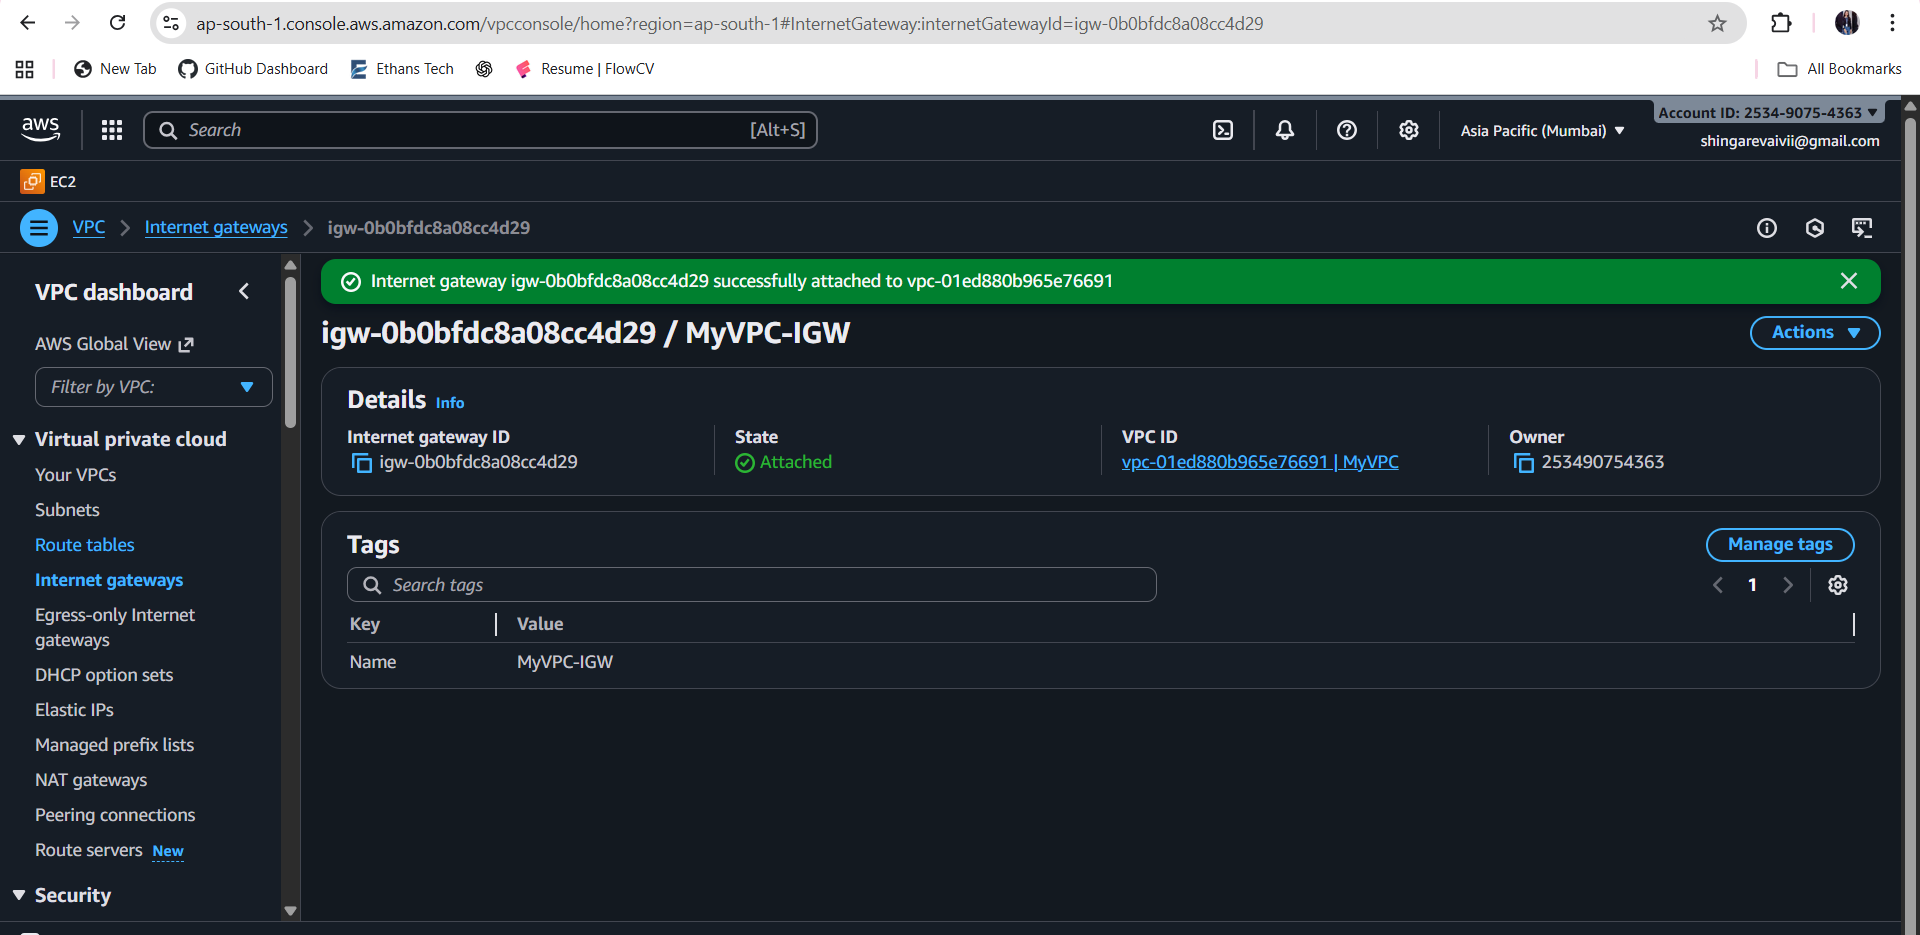 ap-south-1.console.aws.amazon.com/vpcconsole/home?region=ap-south-1#InternetGateway:internetGatewayId=igw-0b0bfdc8a08cc4d29
New Tab
GitHub Dashboard
Ethans Tech
Resume | FlowCV
All Bookmarks
aws
Search
[Alt+S]
Asia Pacific (Mumbai)
Account ID: 2534-9075-4363
shingarevaivii@gmail.com
EC2
VPC
Internet gateways
igw-0b0bfdc8a08cc4d29
VPC dashboard
AWS Global View
Filter by VPC:
Virtual private cloud
Your VPCs
Subnets
Route tables
Internet gateways
Egress-only Internet
gateways
DHCP option sets
Elastic IPs
Managed prefix lists
NAT gateways
Peering connections
Route servers New
Security
Internet gateway igw-0b0bfdc8a08cc4d29 successfully attached to vpc-01ed880b965e76691
igw-0b0bfdc8a08cc4d29 / MyVPC-IGW
Actions
Details Info
Internet gateway ID
igw-0b0bfdc8a08cc4d29
State
Attached
VPC ID
vpc-01ed880b965e76691 | MyVPC
Owner
253490754363
Tags
Manage tags
Search tags
1
Key
Value
Name
MyVPC-IGW